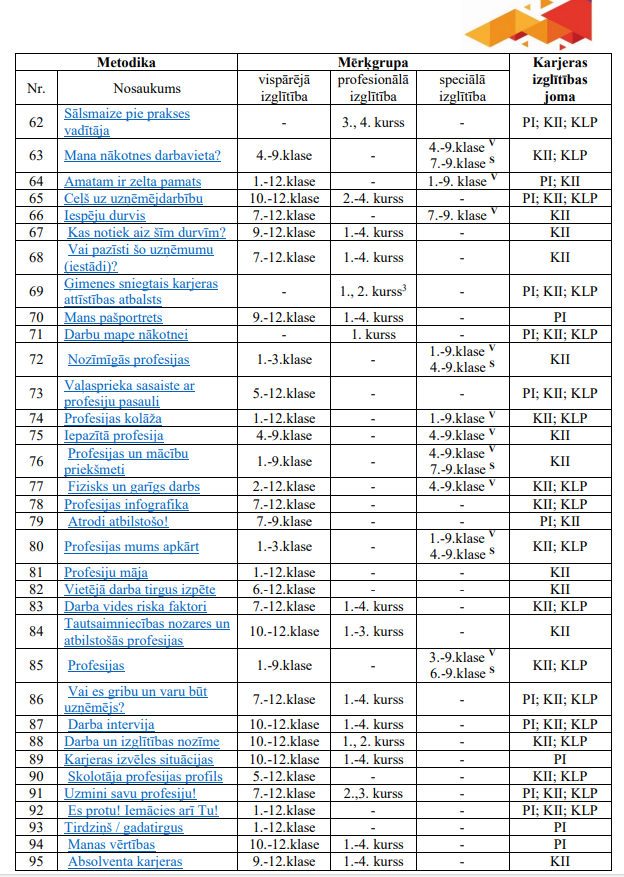 Metodika Mērķgrupa Karjeras izglītības joma
Nr. Nosaukums vispārējā izglītība profesionālā izglītība speciālā izglītība
62 Sālsmaize pie prakses vadītāja - 3., 4. kurss - PI; KII; KLP
63 Mana nākotnes darbavieta? 4.-9.klase - 4.-9.klase V 7.-9.klase S KII; KLP
64 Amatam ir zelta pamats 1.-12.klase - 1.-9. klase V PI; KII
65 Ceļš uz uzņēmējdarbību 10.-12.klase 2.-4. kurss - PI; KII; KLP
66 Iespēju durvis 7.-12.klase - 7.-9. klase V KII
67 Kas notiek aiz šīm durvīm? 9.-12.klase 1.-4. kurss - KII
68 Vai pazīsti šo uzņēmumu (iestādi)? 7.-12.klase 1.-4. kurss - KII
69 Ģimenes sniegtais karjeras attīstības atbalsts - 1., 2. kurss3 - PI; KII; KLP
70 Mans pašportrets 9.-12.klase 1.-4. kurss - PI
71 Darbu mape nākotnei - 1. kurss - PI; KII; KLP
72 Nozīmīgās profesijas 1.-3.klase - 1.-9.klase V 4.-9.klase S KII
73 Vaļasprieka sasaiste ar profesiju pasauli 5.-12.klase - - PI; KII; KLP
74 Profesijas kolāža 1.-12.klase - 1.-9.klase V KII; KLP
75 Iepazītā profesija 4.-9.klase - 4.-9.klase V KII
76 Profesijas un mācību priekšmeti 1.-9.klase - 4.-9.klase V 7.-9.klase S KII
77 Fizisks un garīgs darbs 2.-12.klase - 4.-9.klase V KII; KLP
78 Profesijas infografika 7.-12.klase - - KII; KLP
79 Atrodi atbilstošo! 7.-9.klase - - PI; KII
80 Profesijas mums apkārt 1.-3.klase - 1.-9.klase V 4.-9.klase S KII; KLP
81 Profesiju māja 1.-12.klase - - KII
82 Vietējā darba tirgus izpēte 6.-12.klase - - KII
83 Darba vides riska faktori 7.-12.klase 1.-4. kurss - KII; KLP
84 Tautsaimniecības nozares un atbilstošās profesijas 10.-12.klase 1.-3. kurss - KII
85 Profesijas 1.-9.klase - 3.-9.klase V 6.-9.klase S KII; KLP
86 Vai es gribu un varu būt uzņēmējs? 7.-12.klase 1.-4. kurss - PI; KII; KLP
87 Darba intervija 10.-12.klase 1.-4. kurss - PI; KII; KLP
88 Darba un izglītības nozīme 10.-12.klase 1., 2. kurss - KII; KLP
89 Karjeras izvēles situācijas 10.-12.klase 1.-4. kurss - PI
90 Skolotāja profesijas profils 5.-12.klase - - KII; KLP
91 Uzmini savu profesiju! 7.-12.klase 2.,3. kurss - PI; KII; KLP
92 Es protu! Iemācies arī Tu! 1.-12.klase - - PI; KII; KLP
93 Tirdziņš / gadatirgus 1.-12.klase - - PI
94 Manas vērtības 10.-12.klase 1.-4. kurss - PI
95 Absolventa karjeras 9.-12.klase 1.-4. kurss - KII